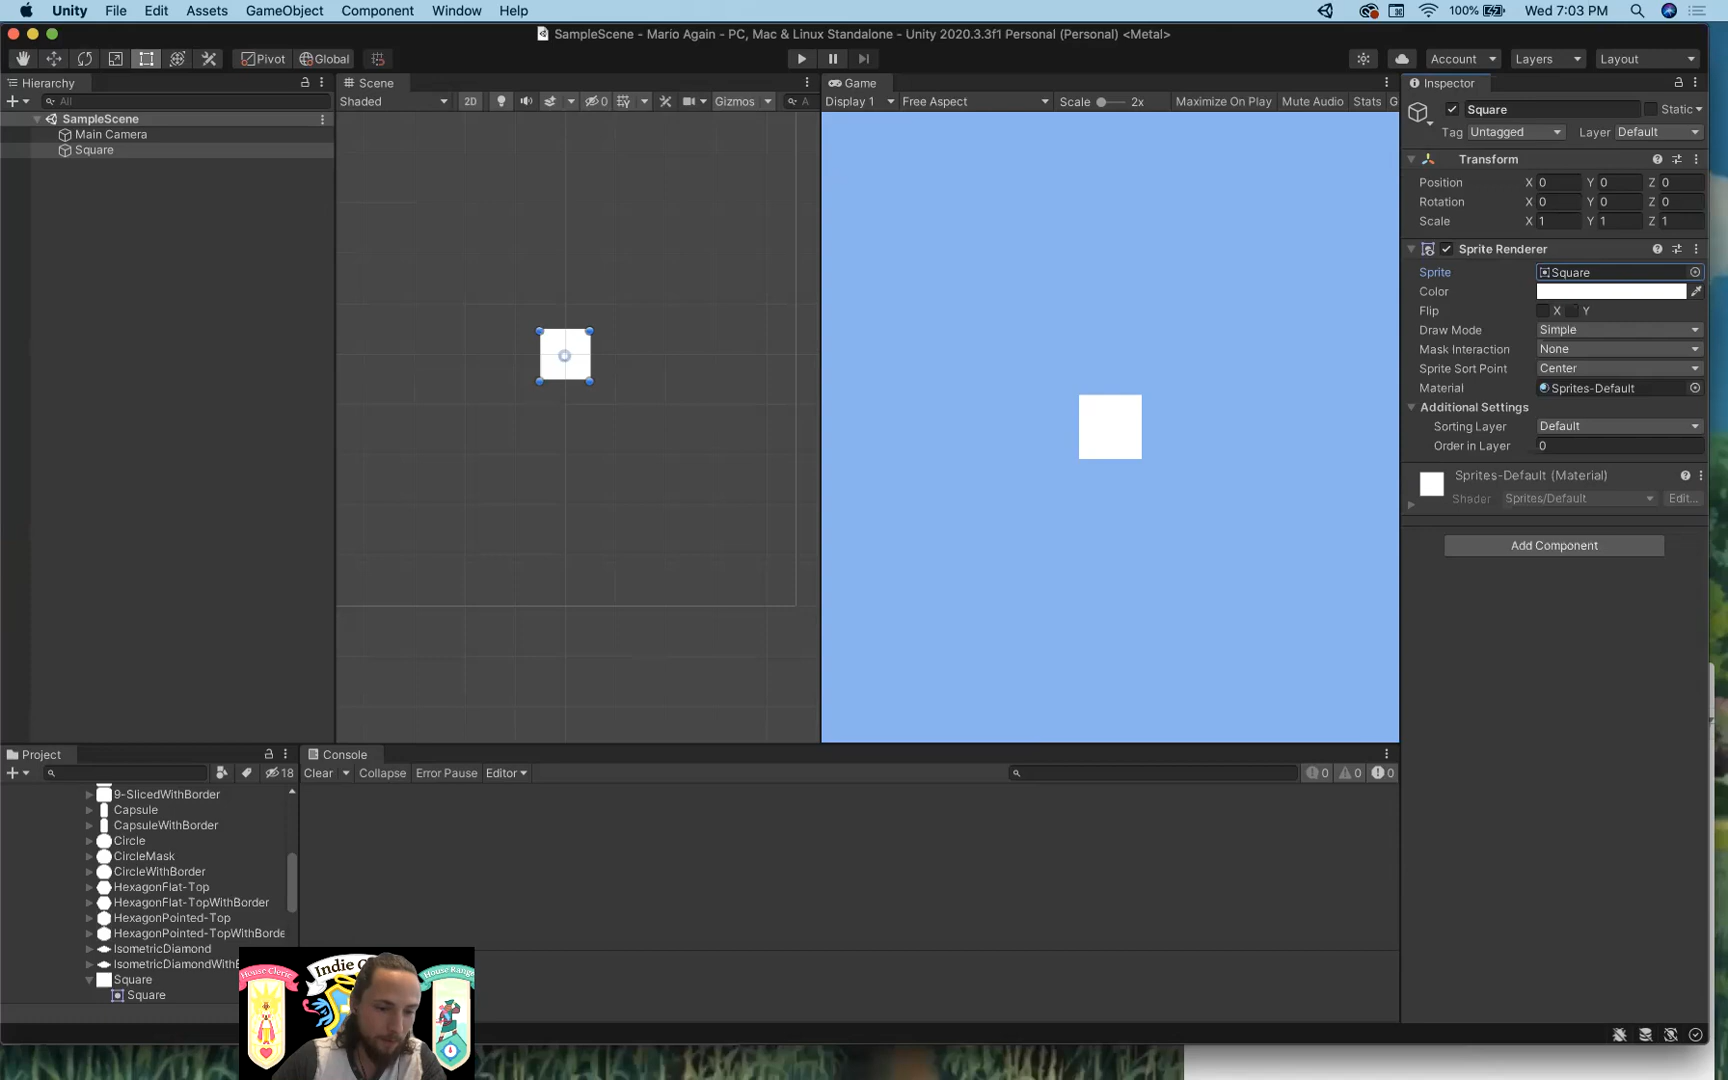 Unity File Edit Assets GameObject Component Window Help 100% Wed 7:03 PM
SampleScene - Mario Again - PC, Mac & Linux Standalone - Unity 2020.3.3f1 Personal (Personal) <Metal>
Pivot Global Account Layers Layout
Hierarchy Scene Game Inspector
All Shaded 2D 0 Gizmos A Display 1 Free Aspect Scale 2x Maximize On Play Mute Audio Stats G
Square Static
SampleScene
Main Camera
Square
Tag Untagged Layer Default
Transform
Position X 0 Y 0 Z 0
Rotation X 0 Y 0 Z 0
Scale X 1 Y 1 Z 1
Sprite Renderer
Sprite Square
Color
Flip X Y
Draw Mode Simple
Mask Interaction None
Sprite Sort Point Center
Material Sprites-Default
Additional Settings
Sorting Layer Default
Order in Layer 0
Sprites-Default (Material)
Shader Sprites/Default Edit...
Add Component
Project Console
18 Clear Collapse Error Pause Editor 0 0 0
9-SlicedWithBorder
Capsule
CapsuleWithBorder
Circle
CircleMask
CircleWithBorder
HexagonFlat-Top
HexagonFlat-TopWithBorder
HexagonPointed-Top
HexagonPointed-TopWithBorde
IsometricDiamond
IsometricDiamondWithB
Square
Square
House Cleric
Indie
House Rang